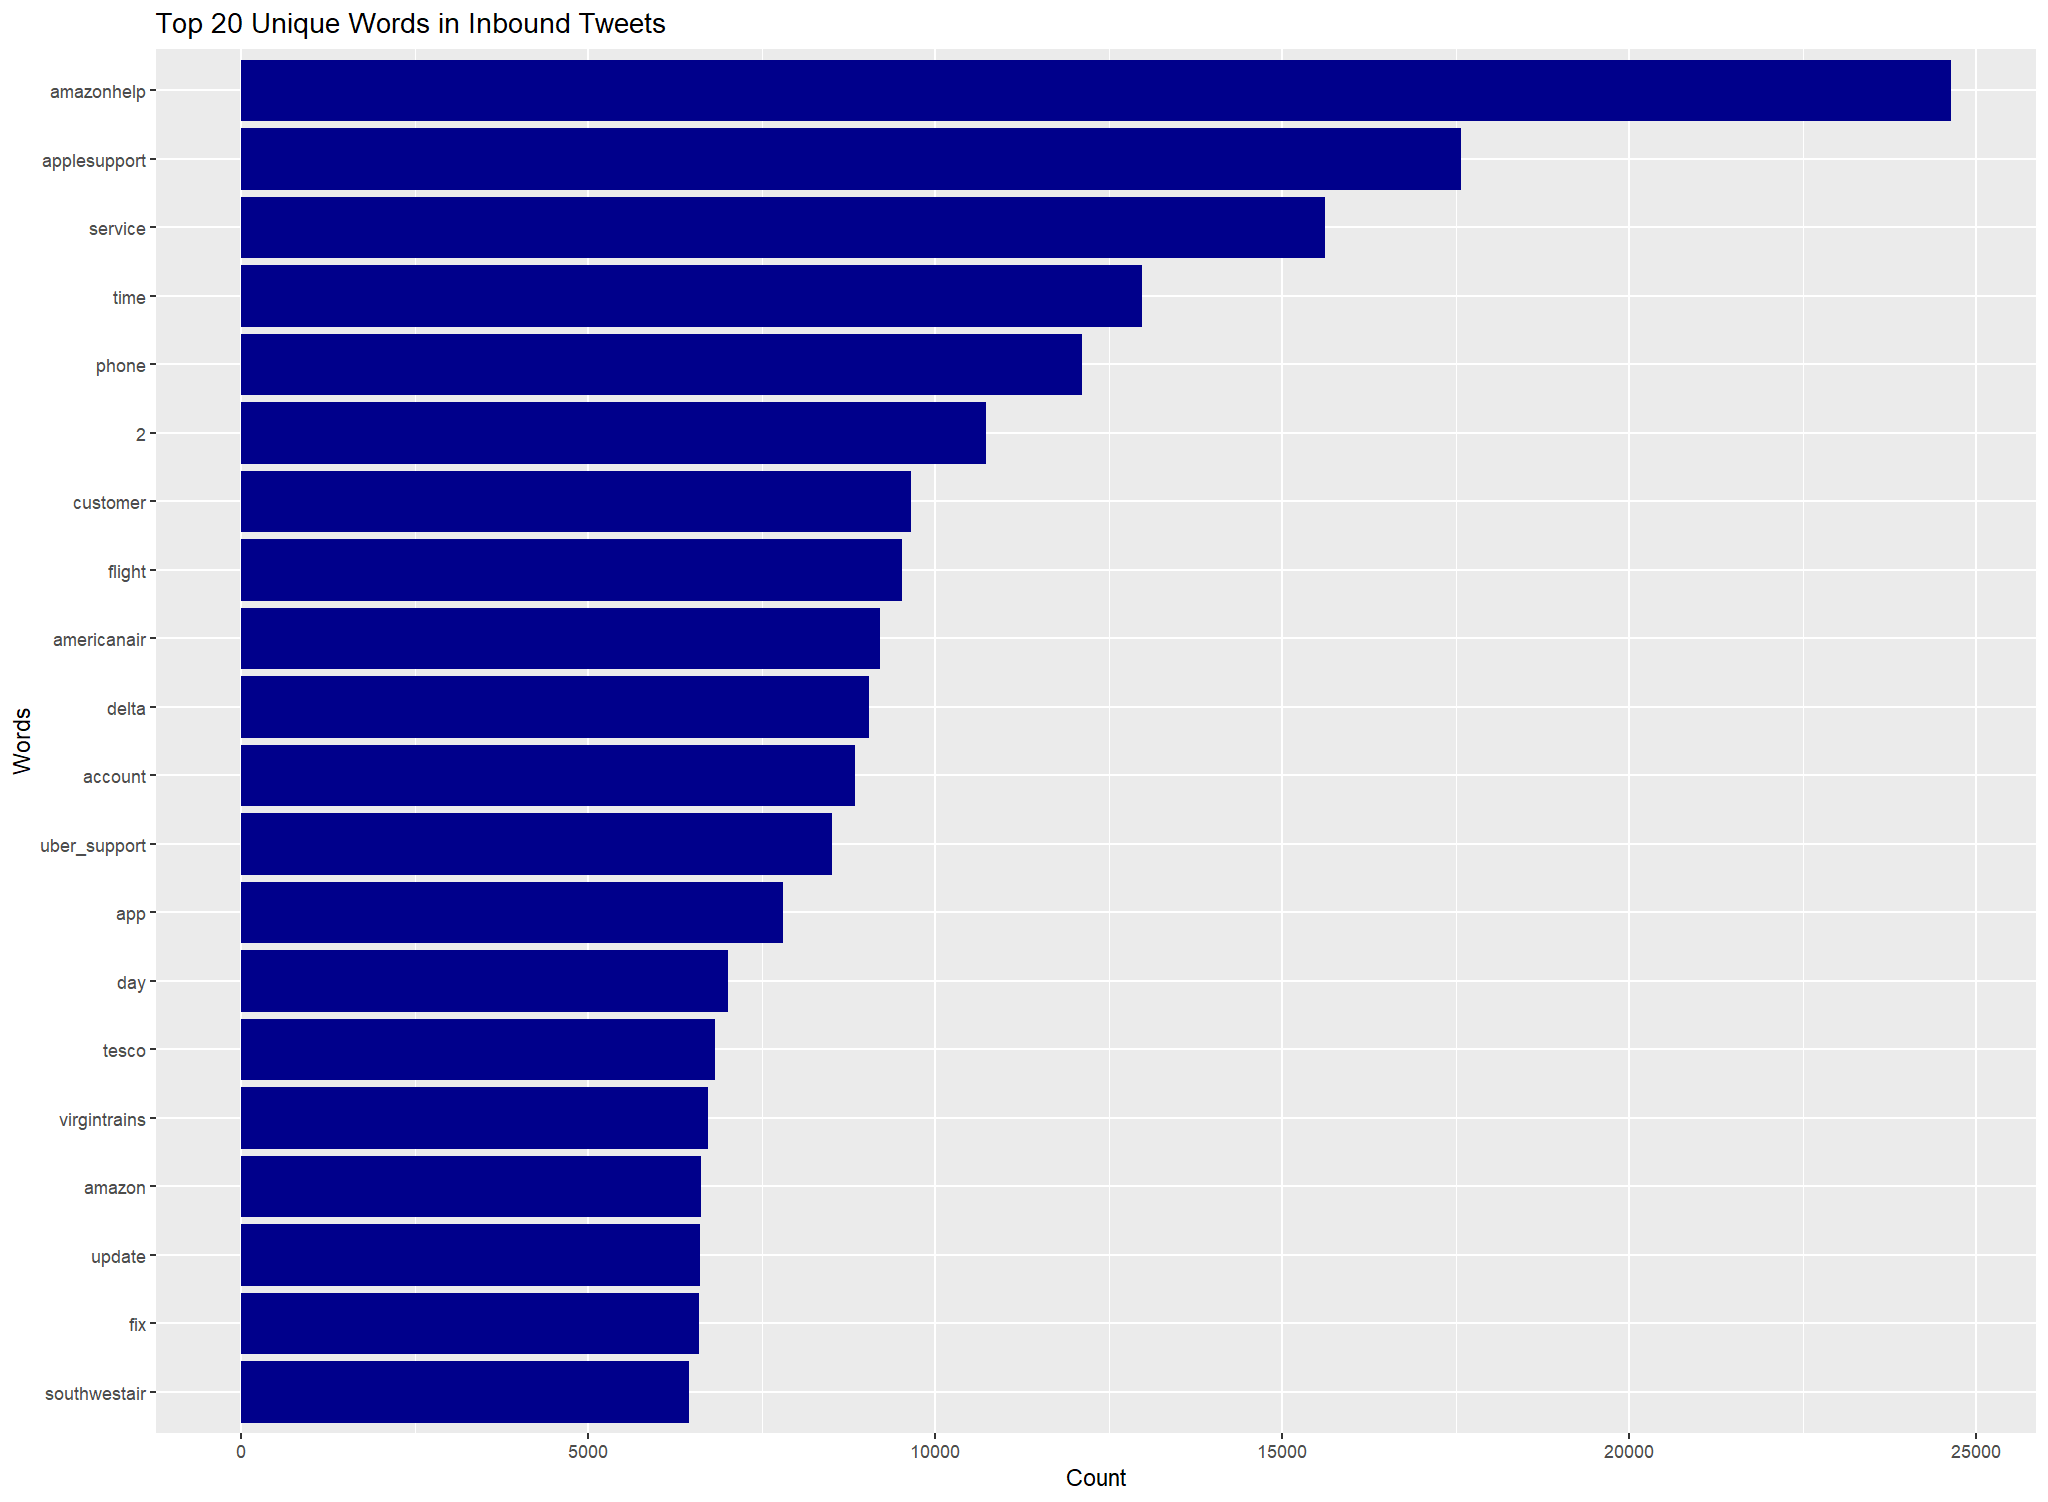 Top 20 Unique Words in Inbound Tweets
amazonhelp
applesupport
service
time
phone
2
customer
flight
americanair
delta
account
uber_support
app
day
tesco
virgintrains
amazon
update
fix
southwestair
Words
0 5000 10000 15000 20000 25000
Count